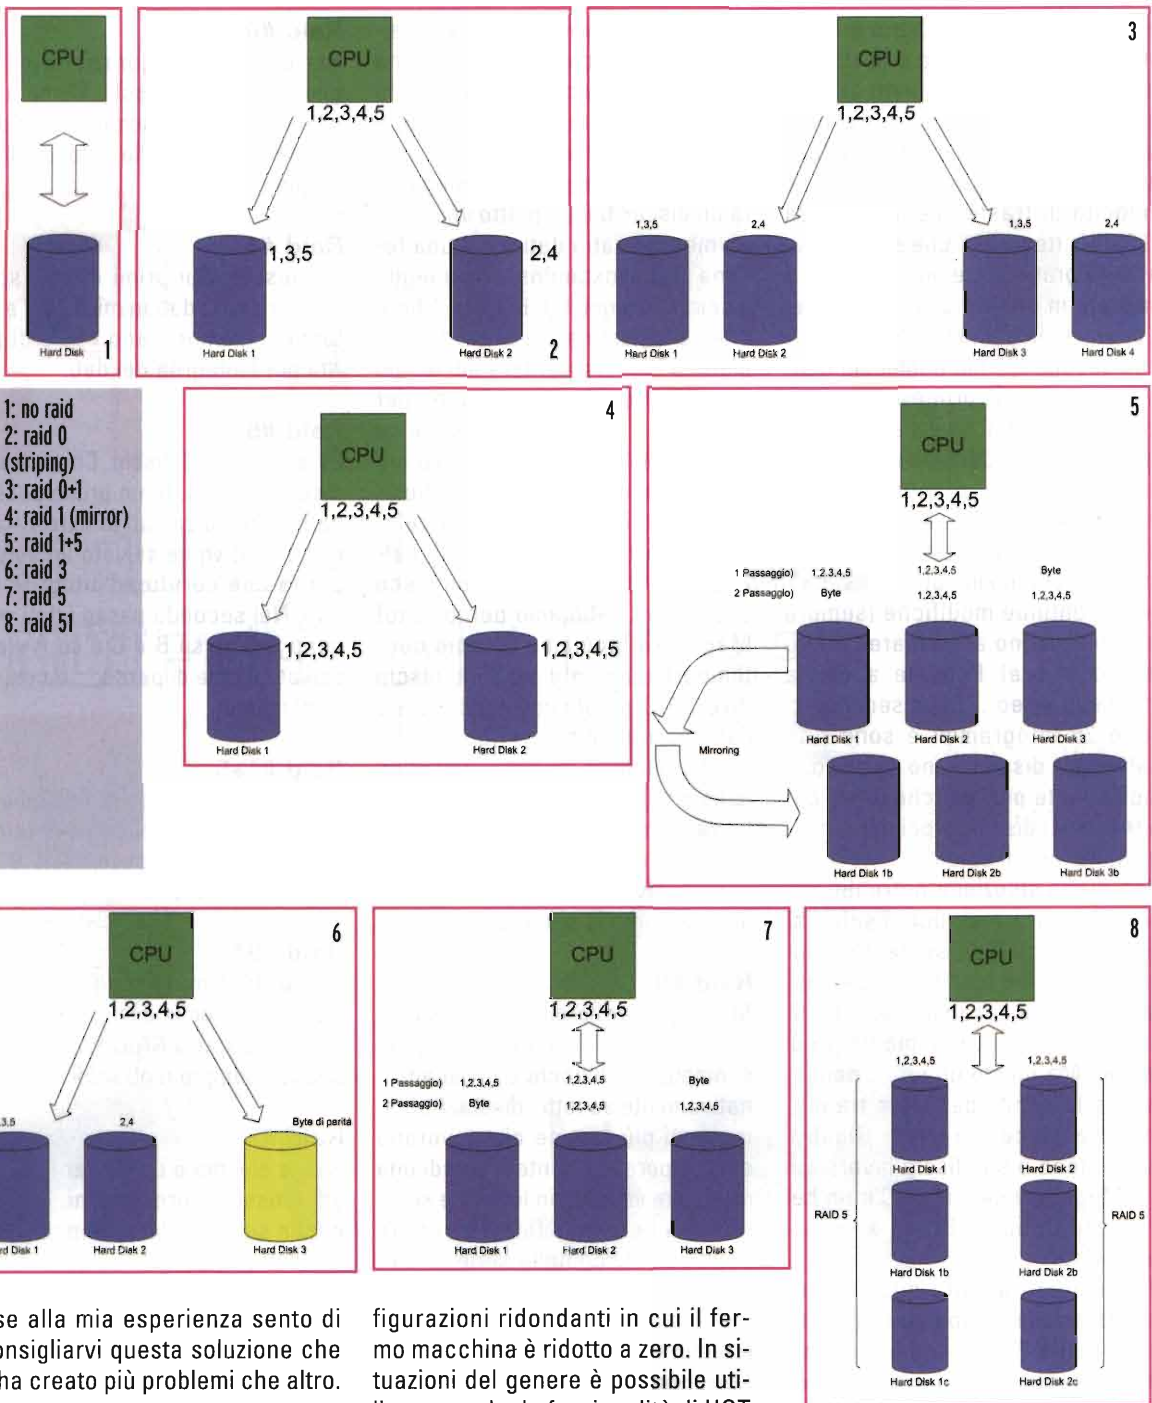 CPU
Hard Disk
1
CPU
1,2,3,4,5
1,3,5
2,4
Hard Disk 1
Hard Disk 2
2
3
CPU
1,2,3,4,5
1,3,5
2,4
1,3,5
2,4
Hard Disk 1
Hard Disk 2
Hard Disk 3
Hard Disk 4
1: no raid
2: raid 0
(striping)
3: raid 0+1
4: raid 1 (mirror)
5: raid 1+5
6: raid 3
7: raid 5
8: raid 51
4
CPU
1,2,3,4,5
1,2,3,4,5
1,2,3,4,5
Hard Disk 1
Hard Disk 2
5
CPU
1,2,3,4,5
1 Passaggio) 1,2,3,4,5 1,2,3,4,5 Byte
2 Passaggio) Byte 1,2,3,4,5 1,2,3,4,5
Hard Disk 1
Hard Disk 2
Hard Disk 3
Mirroring
Hard Disk 1b
Hard Disk 2b
Hard Disk 3b
6
CPU
1,2,3,4,5
3,5
2,4
Byte di parità
rd Disk 1
Hard Disk 2
Hard Disk 3
7
CPU
1,2,3,4,5
1 Passaggio) 1,2,3,4,5 1,2,3,4,5 Byte
2 Passaggio) Byte 1,2,3,4,5 1,2,3,4,5
Hard Disk 1
Hard Disk 2
Hard Disk 3
8
CPU
1,2,3,4,5
1,2,3,4,5
1,2,3,4,5
Hard Disk 1
Hard Disk 2
RAID 5
RAID 5
Hard Disk 1b
Hard Disk 2b
Hard Disk 1c
Hard Disk 2c
se alla mia esperienza sento di
onsigliarvi questa soluzione che
ha creato più problemi che altro.
figurazioni ridondanti in cui il fer-
mo macchina è ridotto a zero. In si-
tuazioni del genere è possibile uti-